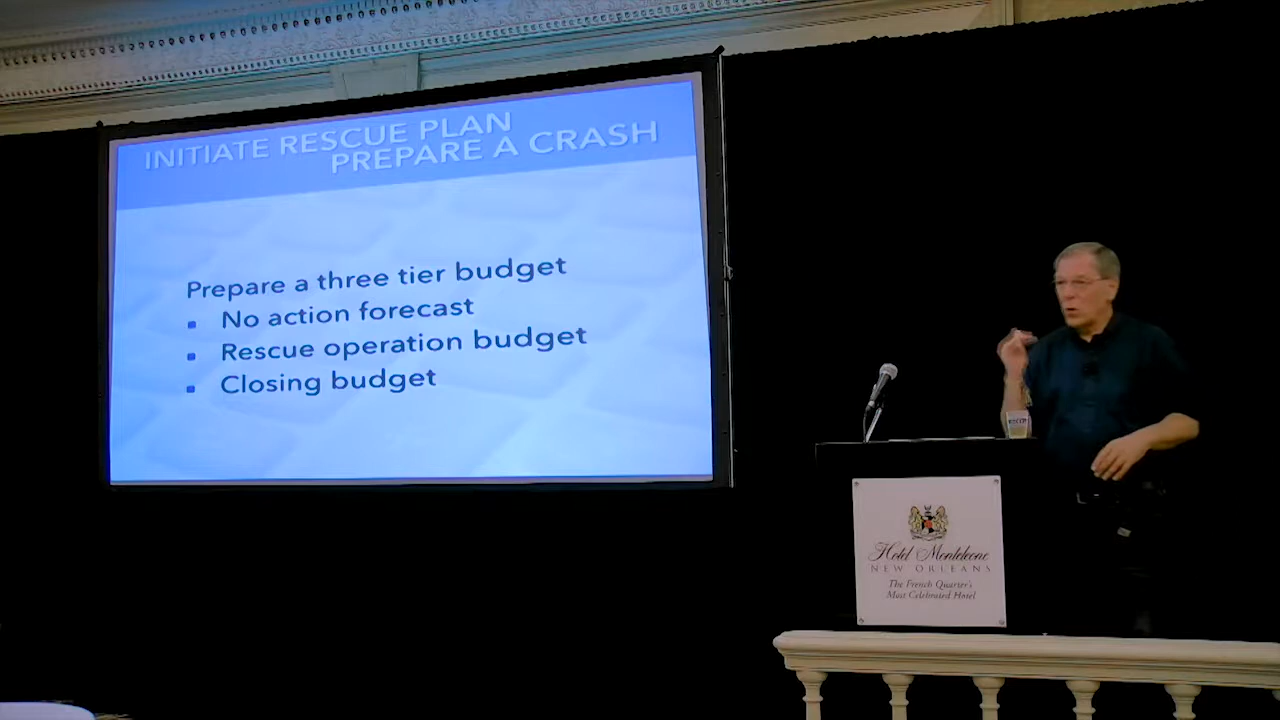 INITIATE RESCUE PLAN
PREPARE A CRASH
Prepare a three tier budget
▪ No action forecast
▪ Rescue operation budget
▪ Closing budget
Hotel Monteleone
NEW ORLEANS
The French Quarter's
Most Celebrated Hotel